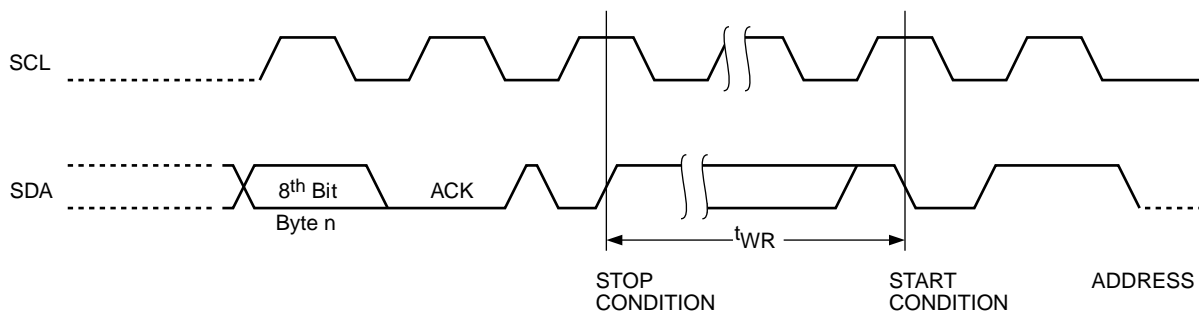 SCL
SDA
8th Bit
ACK
Byte n
tWR
STOP
CONDITION
START
CONDITION
ADDRESS